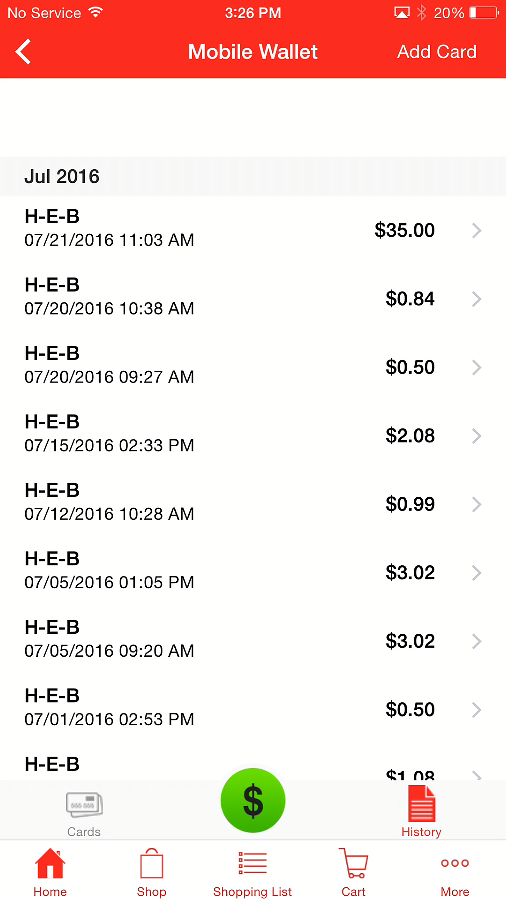 No Service 3:26 PM 20%
Mobile Wallet Add Card
Jul 2016
H-E-B
07/21/2016 11:03 AM $35.00
H-E-B
07/20/2016 10:38 AM $0.84
H-E-B
07/20/2016 09:27 AM $0.50
H-E-B
07/15/2016 02:33 PM $2.08
H-E-B
07/12/2016 10:28 AM $0.99
H-E-B
07/05/2016 01:05 PM $3.02
H-E-B
07/05/2016 09:20 AM $3.02
H-E-B
07/01/2016 02:53 PM $0.50
H-E-B
$1.08
$
Cards History
Home Shop Shopping List Cart More